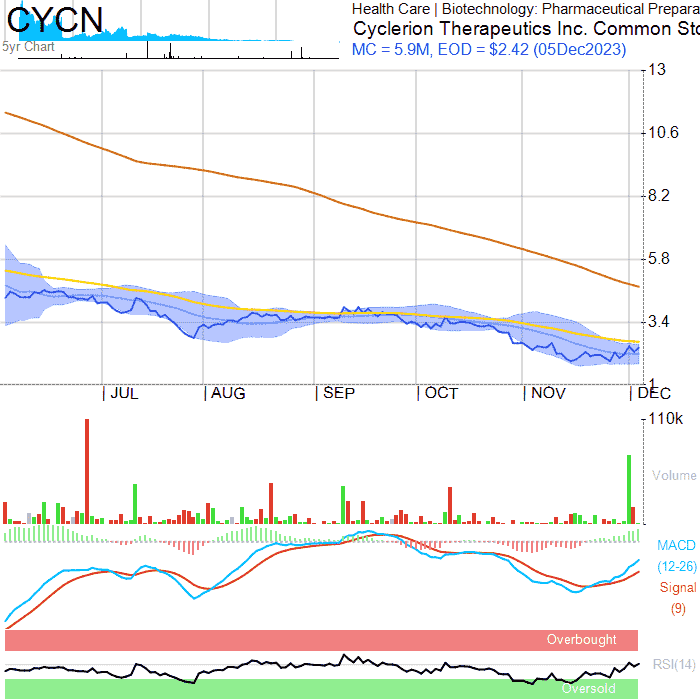 CYCN
5yr Chart
Health Care | Biotechnology: Pharmaceutical Prepara
Cyclerion Therapeutics Inc. Common Sto
MC = 5.9M, EOD = $2.42 (05Dec2023)
13
10.6
8.2
5.8
3.4
1
JUL AUG SEP OCT NOV DEC
110k
Volume
MACD
(12-26)
Signal
(9)
Overbought
RSI(14)
Oversold